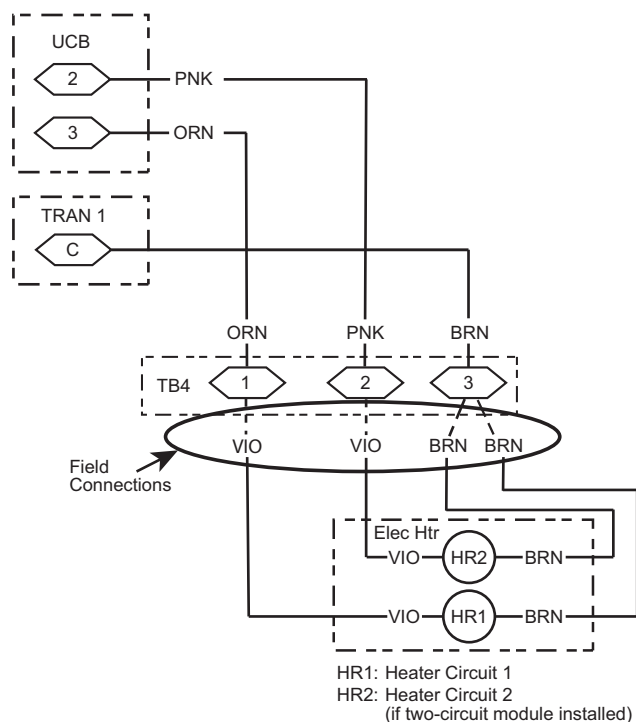 UCB
2 PNK
3 ORN
TRAN 1
C
ORN PNK BRN
TB4 1 2 3
VIO VIO BRN BRN
Field
Connections
Elec Htr
VIO HR2 BRN
VIO HR1 BRN
HR1: Heater Circuit 1
HR2: Heater Circuit 2
(if two-circuit module installed)